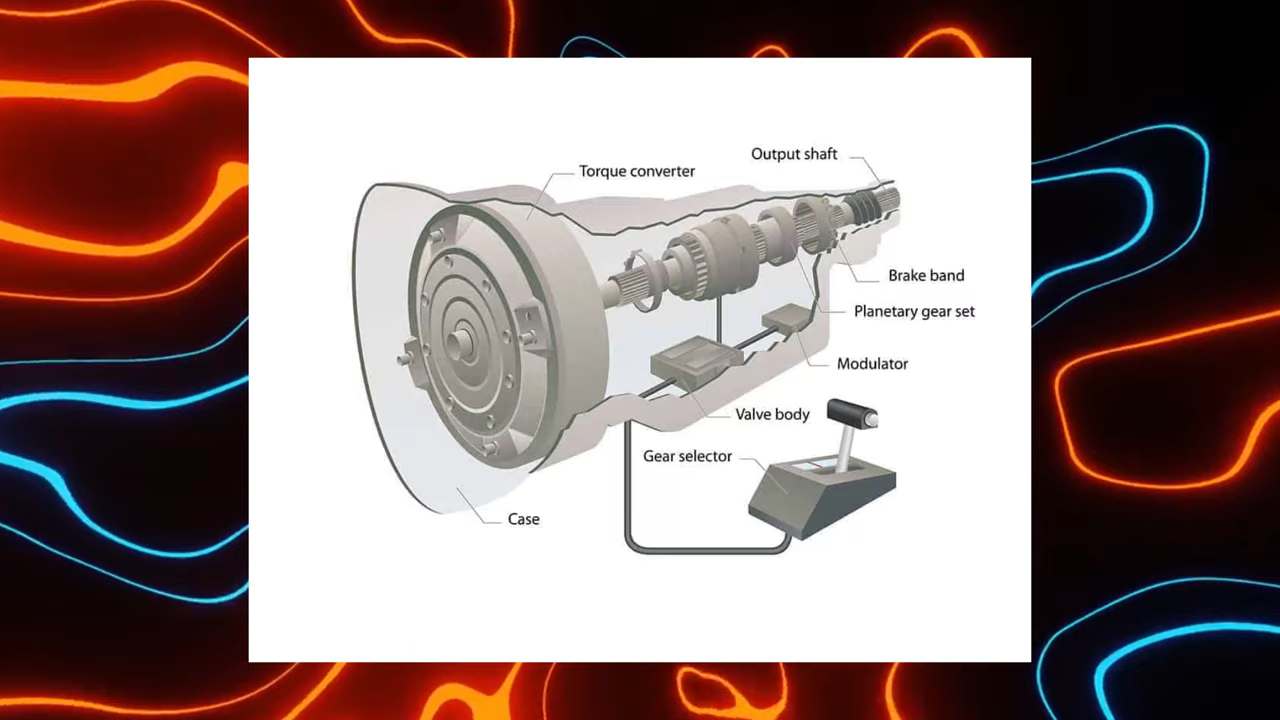 Output shaft
Torque converter
Brake band
Planetary gear set
Modulator
Valve body
Gear selector
Case